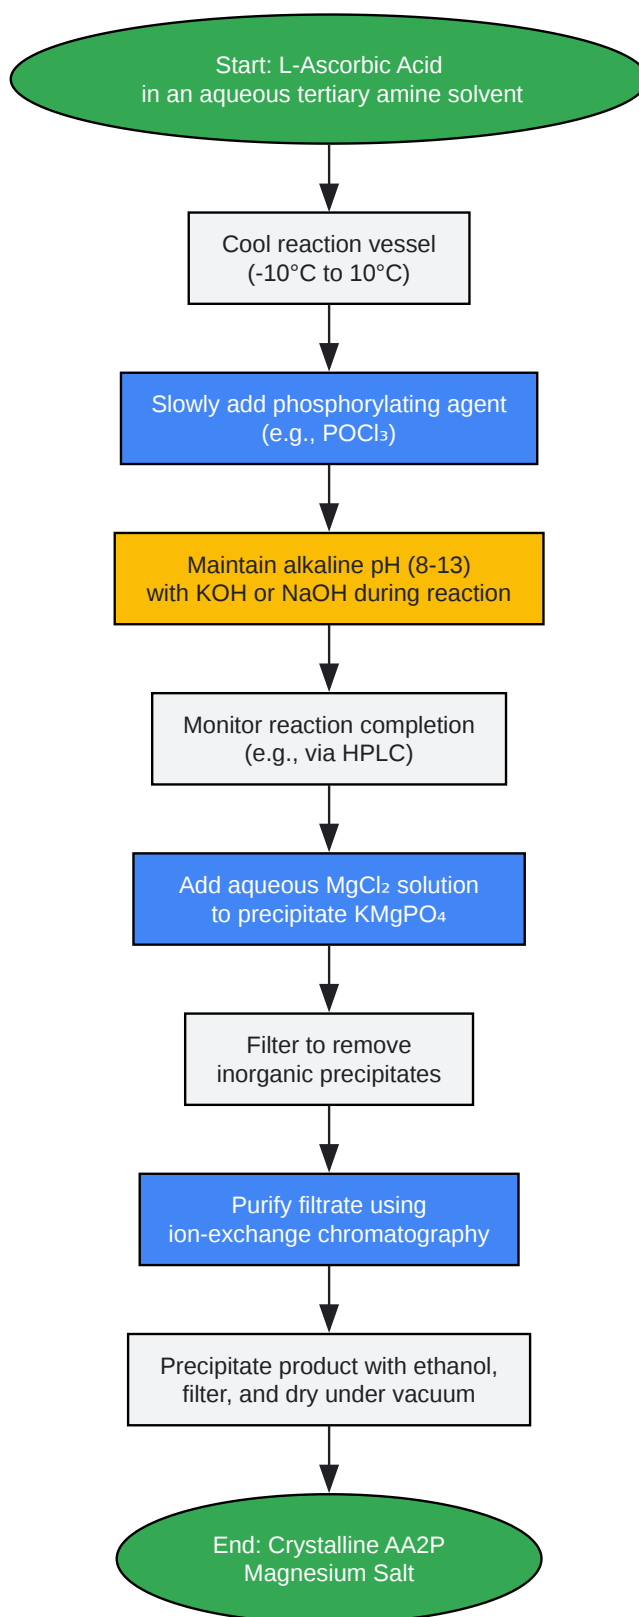 Start: L-Ascorbic Acid
in an aqueous tertiary amine solvent
Cool reaction vessel
(-10°C to 10°C)
Slowly add phosphorylating agent
(e.g., POCl₃)
Maintain alkaline pH (8-13)
with KOH or NaOH during reaction
Monitor reaction completion
(e.g., via HPLC)
Add aqueous MgCl₂ solution
to precipitate KMgPO₄
Filter to remove
inorganic precipitates
Purify filtrate using
ion-exchange chromatography
Precipitate product with ethanol,
filter, and dry under vacuum
End: Crystalline AA2P
Magnesium Salt